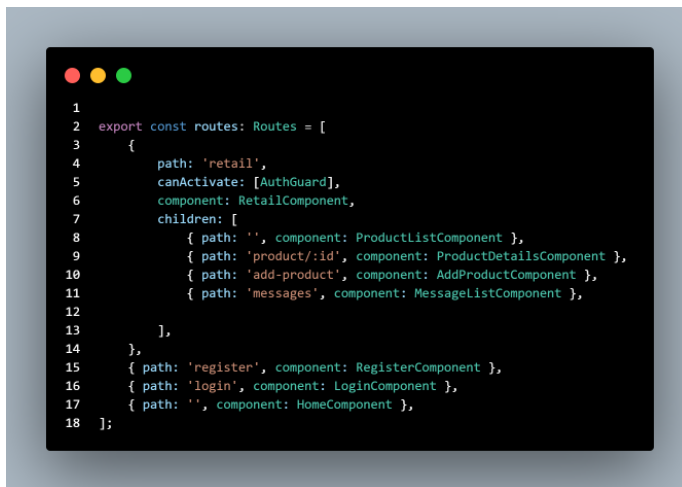 1
2 export const routes: Routes = [
3     {
4         path: 'retail',
5         canActivate: [AuthGuard],
6         component: RetailComponent,
7         children: [
8             { path: '', component: ProductListComponent },
9             { path: 'product/:id', component: ProductDetailsComponent },
10             { path: 'add-product', component: AddProductComponent },
11             { path: 'messages', component: MessageListComponent },
12
13         ],
14     },
15     { path: 'register', component: RegisterComponent },
16     { path: 'login', component: LoginComponent },
17     { path: '', component: HomeComponent },
18 ];